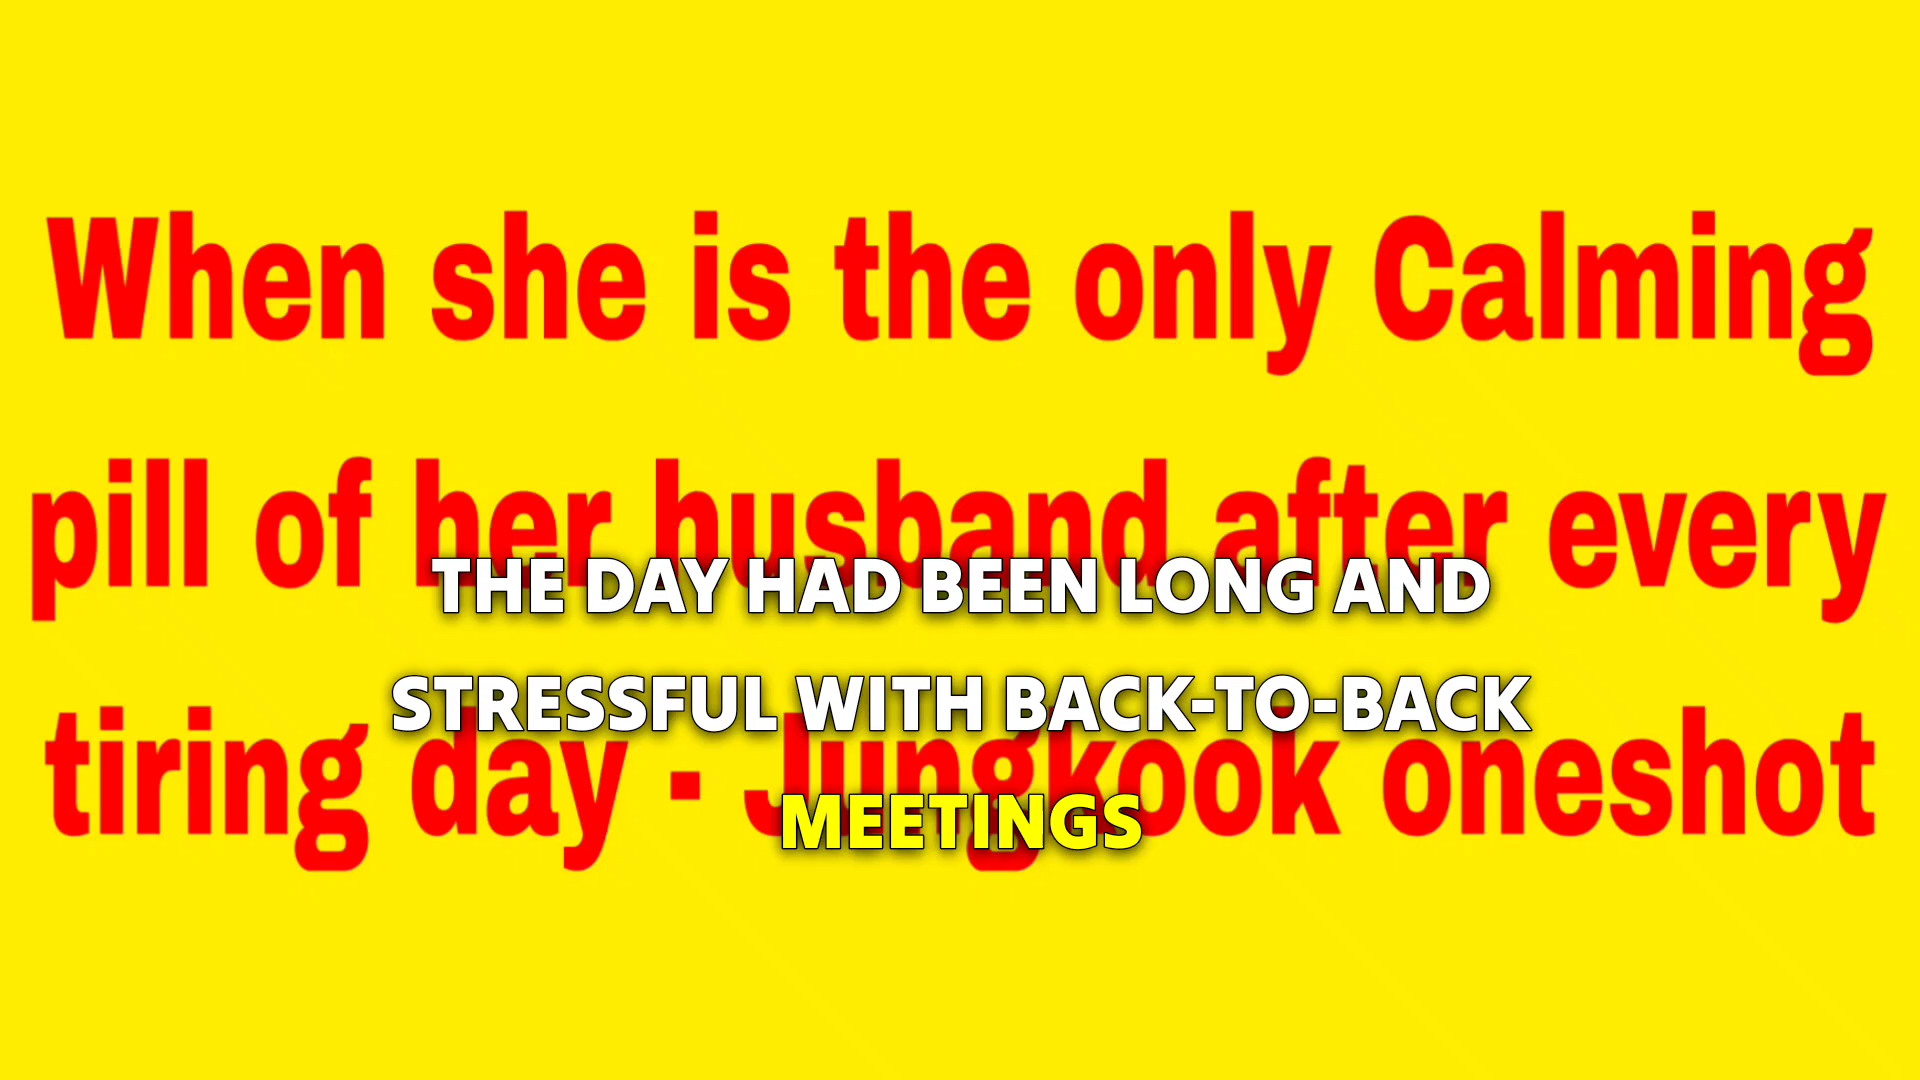 When she is the only Calming
pill of her husband after every
THE DAY HAD BEEN LONG AND
STRESSFUL WITH BACK-TO-BACK
tiring day - Jungkook oneshot
MEETINGS